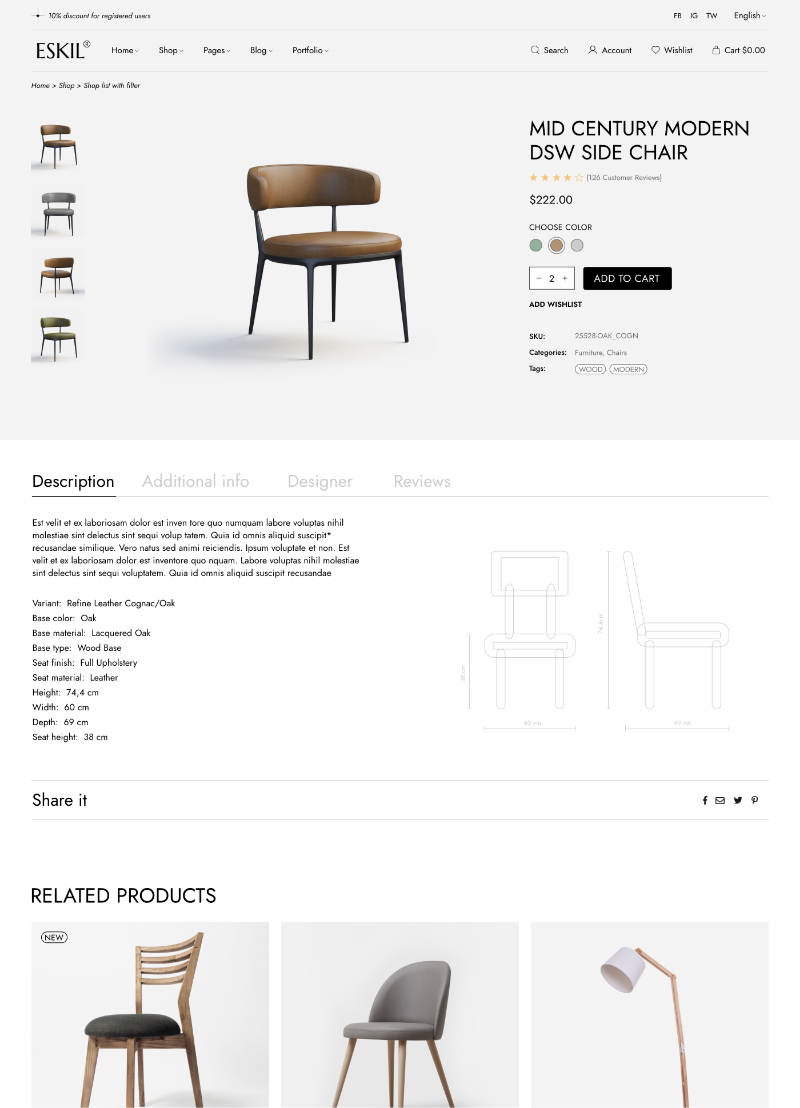 10% discount for registered users
FB IG TW English
ESKIL®
Home Shop Pages Blog Portfolio
Search Account Wishlist Cart $0.00
Home > Shop > Shop list with filter
MID CENTURY MODERN
DSW SIDE CHAIR
(126 Customer Reviews)
$222.00
CHOOSE COLOR
− 2 + ADD TO CART
ADD WISHLIST
SKU: 25528-OAK_COGN
Categories: Furniture, Chairs
Tags: WOOD MODERN
Description Additional info Designer Reviews
Est velit et ex laboriosam dolor est inven tore quo numquam labore voluptas nihil
molestiae sint delectus sint sequi volup tatem. Quia id omnis aliquid suscipit*
recusandae similique. Vero natus sed animi reiciendis. Ipsum voluptate et non. Est
velit et ex laboriosam dolor est inventore quo nquam. Labore voluptas nihil molestiae
sint delectus sint sequi voluptatem. Quia id omnis aliquid suscipit recusandae
Variant: Refine Leather Cognac/Oak
Base color: Oak
Base material: Lacquered Oak
Base type: Wood Base
Seat finish: Full Upholstery
Seat material: Leather
Height: 74,4 cm
Width: 60 cm
Depth: 69 cm
Seat height: 38 cm
38 cm
74.4cm
60 cm
69 cm
Share it
RELATED PRODUCTS
NEW